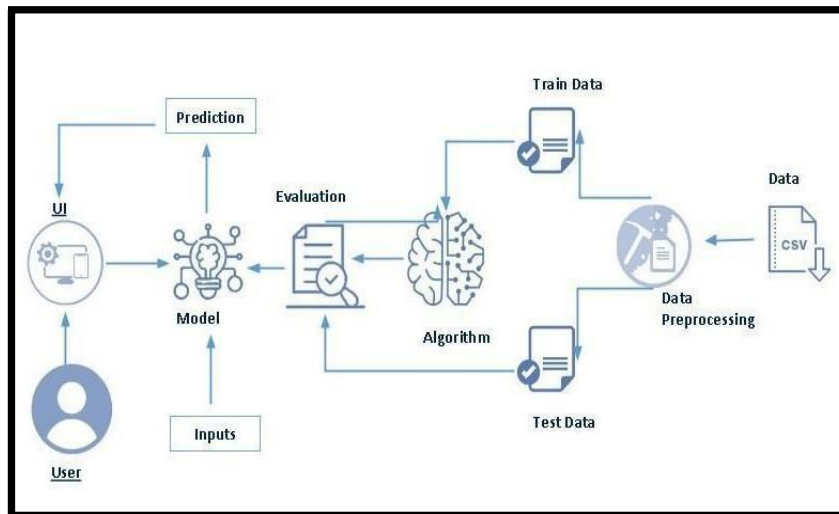 Train Data
Prediction
Data
UI
Evaluation
CSV
Model
Algorithm
Data
Preprocessing
Inputs
Test Data
User